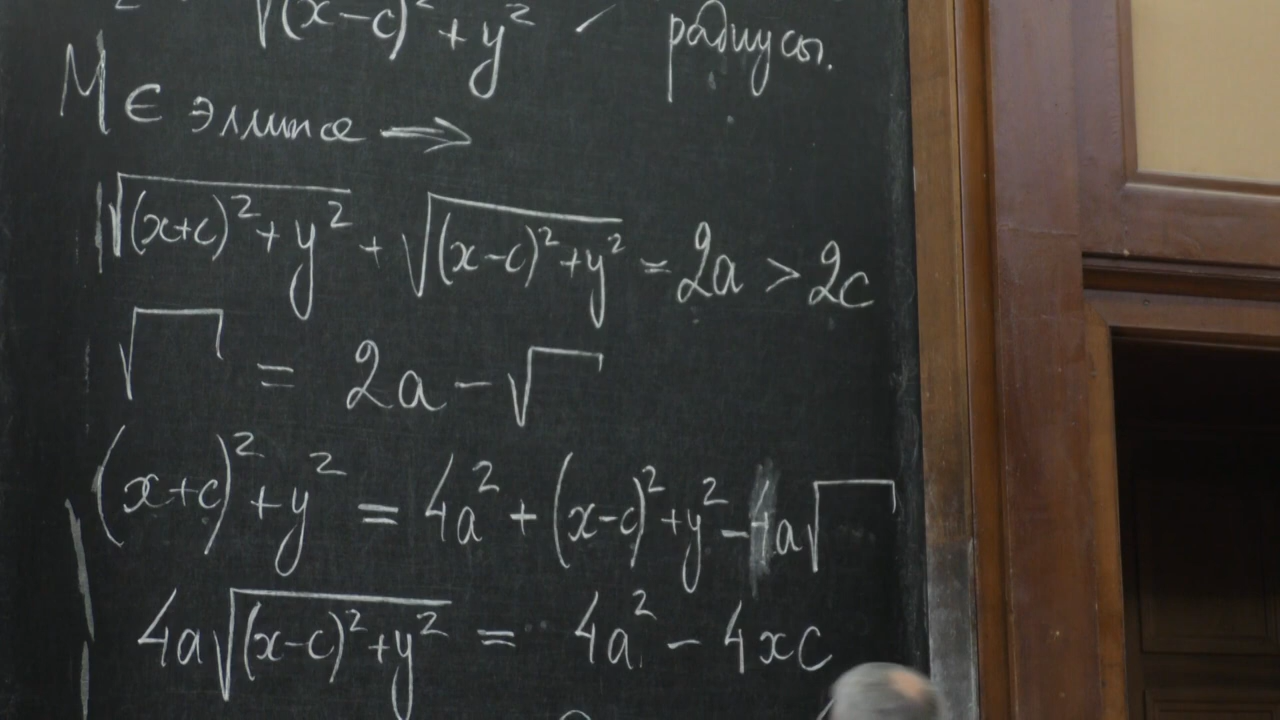 √(x-c)² + y² радиусы.
M ∈ эллипсе ⇒
√(x+c)² + y² + √(x-c)² + y² = 2a > 2c
√ = 2a - √
(x+c)² + y² = 4a² + (x-c)² + y² - 4a√
4a√(x-c)² + y² = 4a² - 4xc